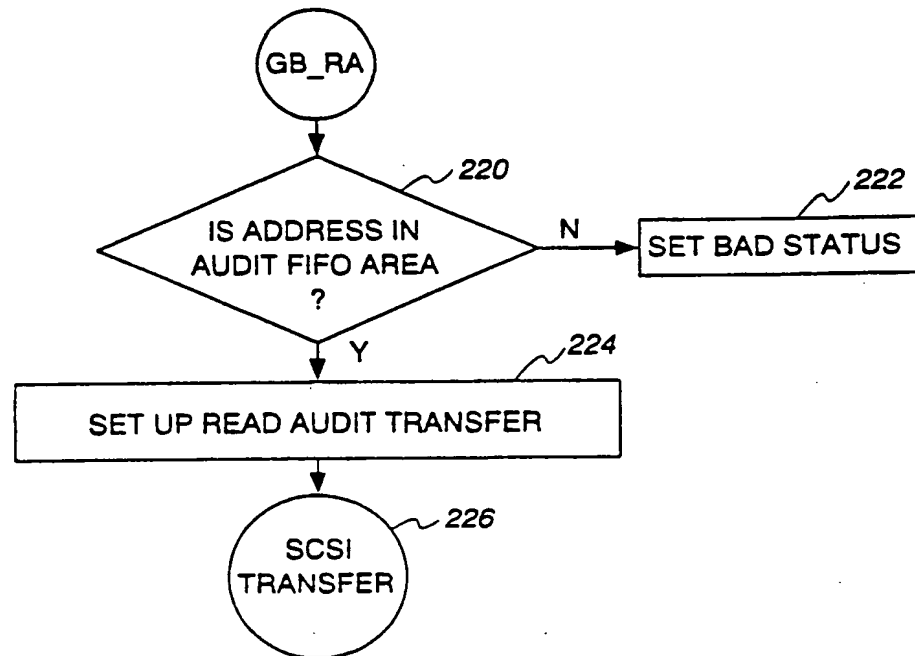 GB_RA
220
IS ADDRESS IN
AUDIT FIFO AREA
?
N
222
SET BAD STATUS
Y
224
SET UP READ AUDIT TRANSFER
226
SCSI
TRANSFER